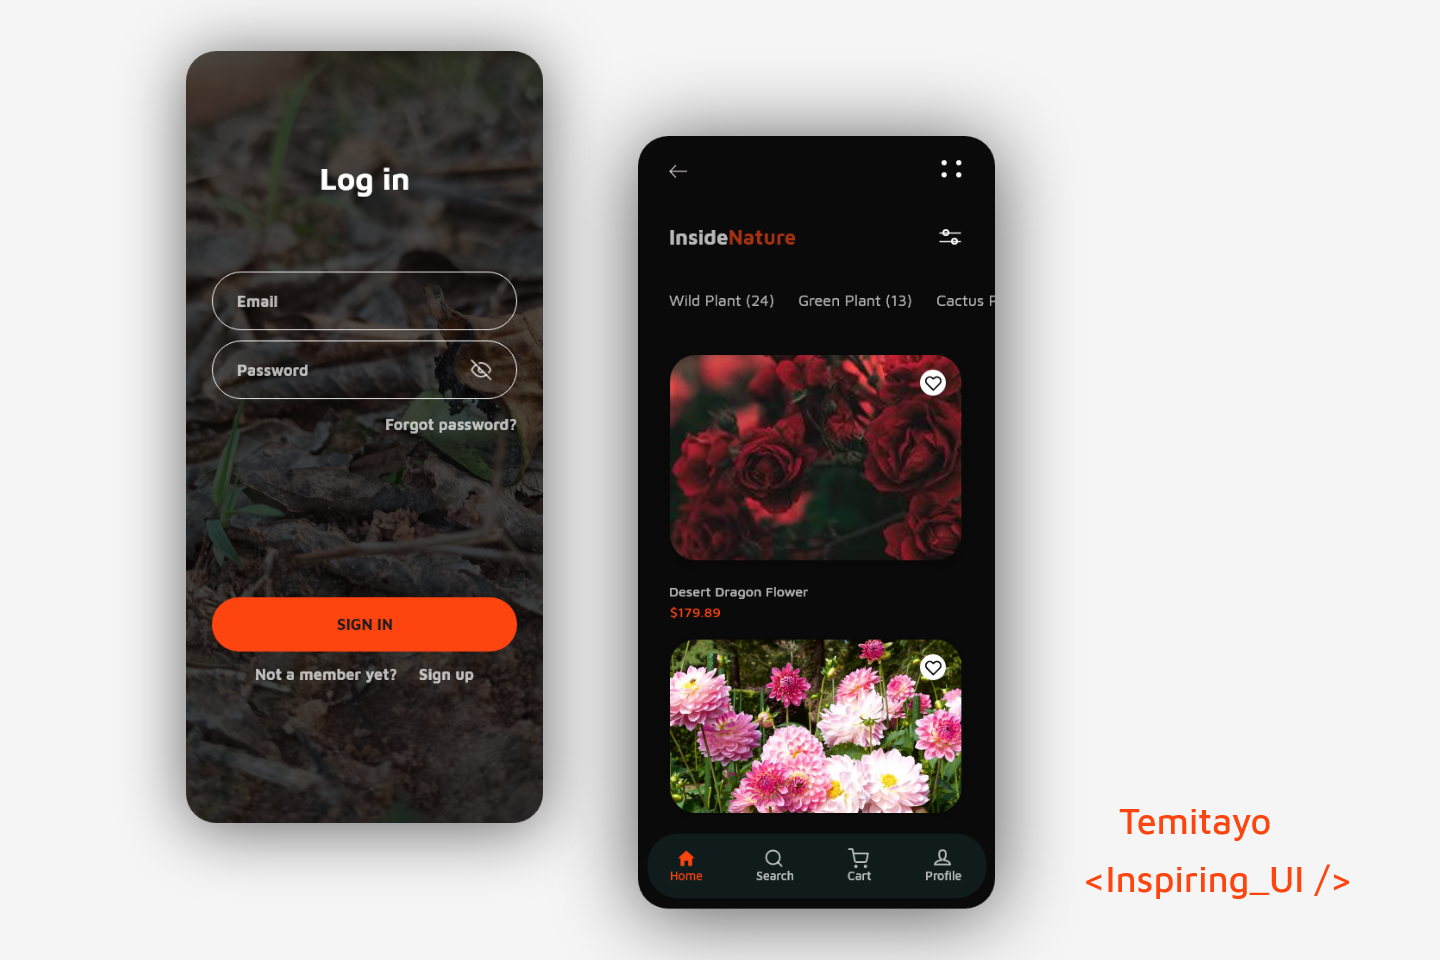 Log in
Email
Password
Forgot password?
SIGN IN
Not a member yet? Sign up
InsideNature
Wild Plant (24) Green Plant (13) Cactus P
Desert Dragon Flower
$179.89
Home Search Cart Profile
Temitayo
<Inspiring_UI />